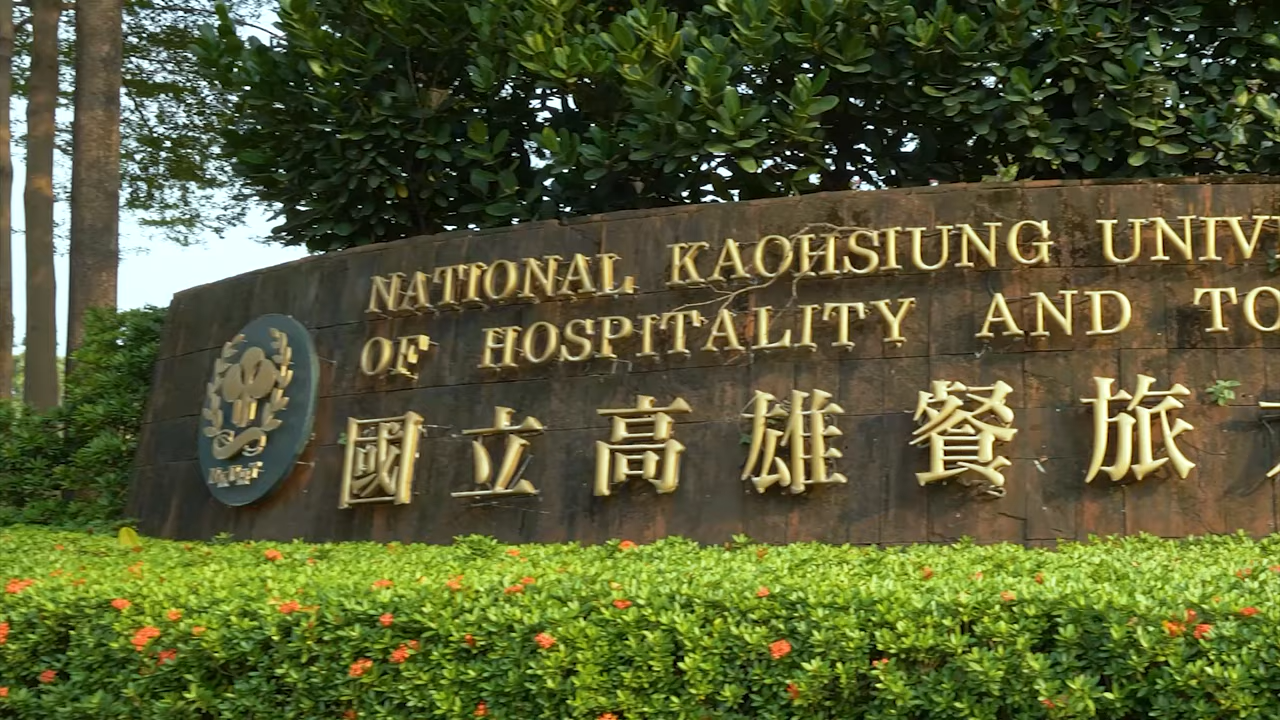 NATIONAL KAOHSIUNG UNIV
OF HOSPITALITY AND TO
國立高雄餐旅